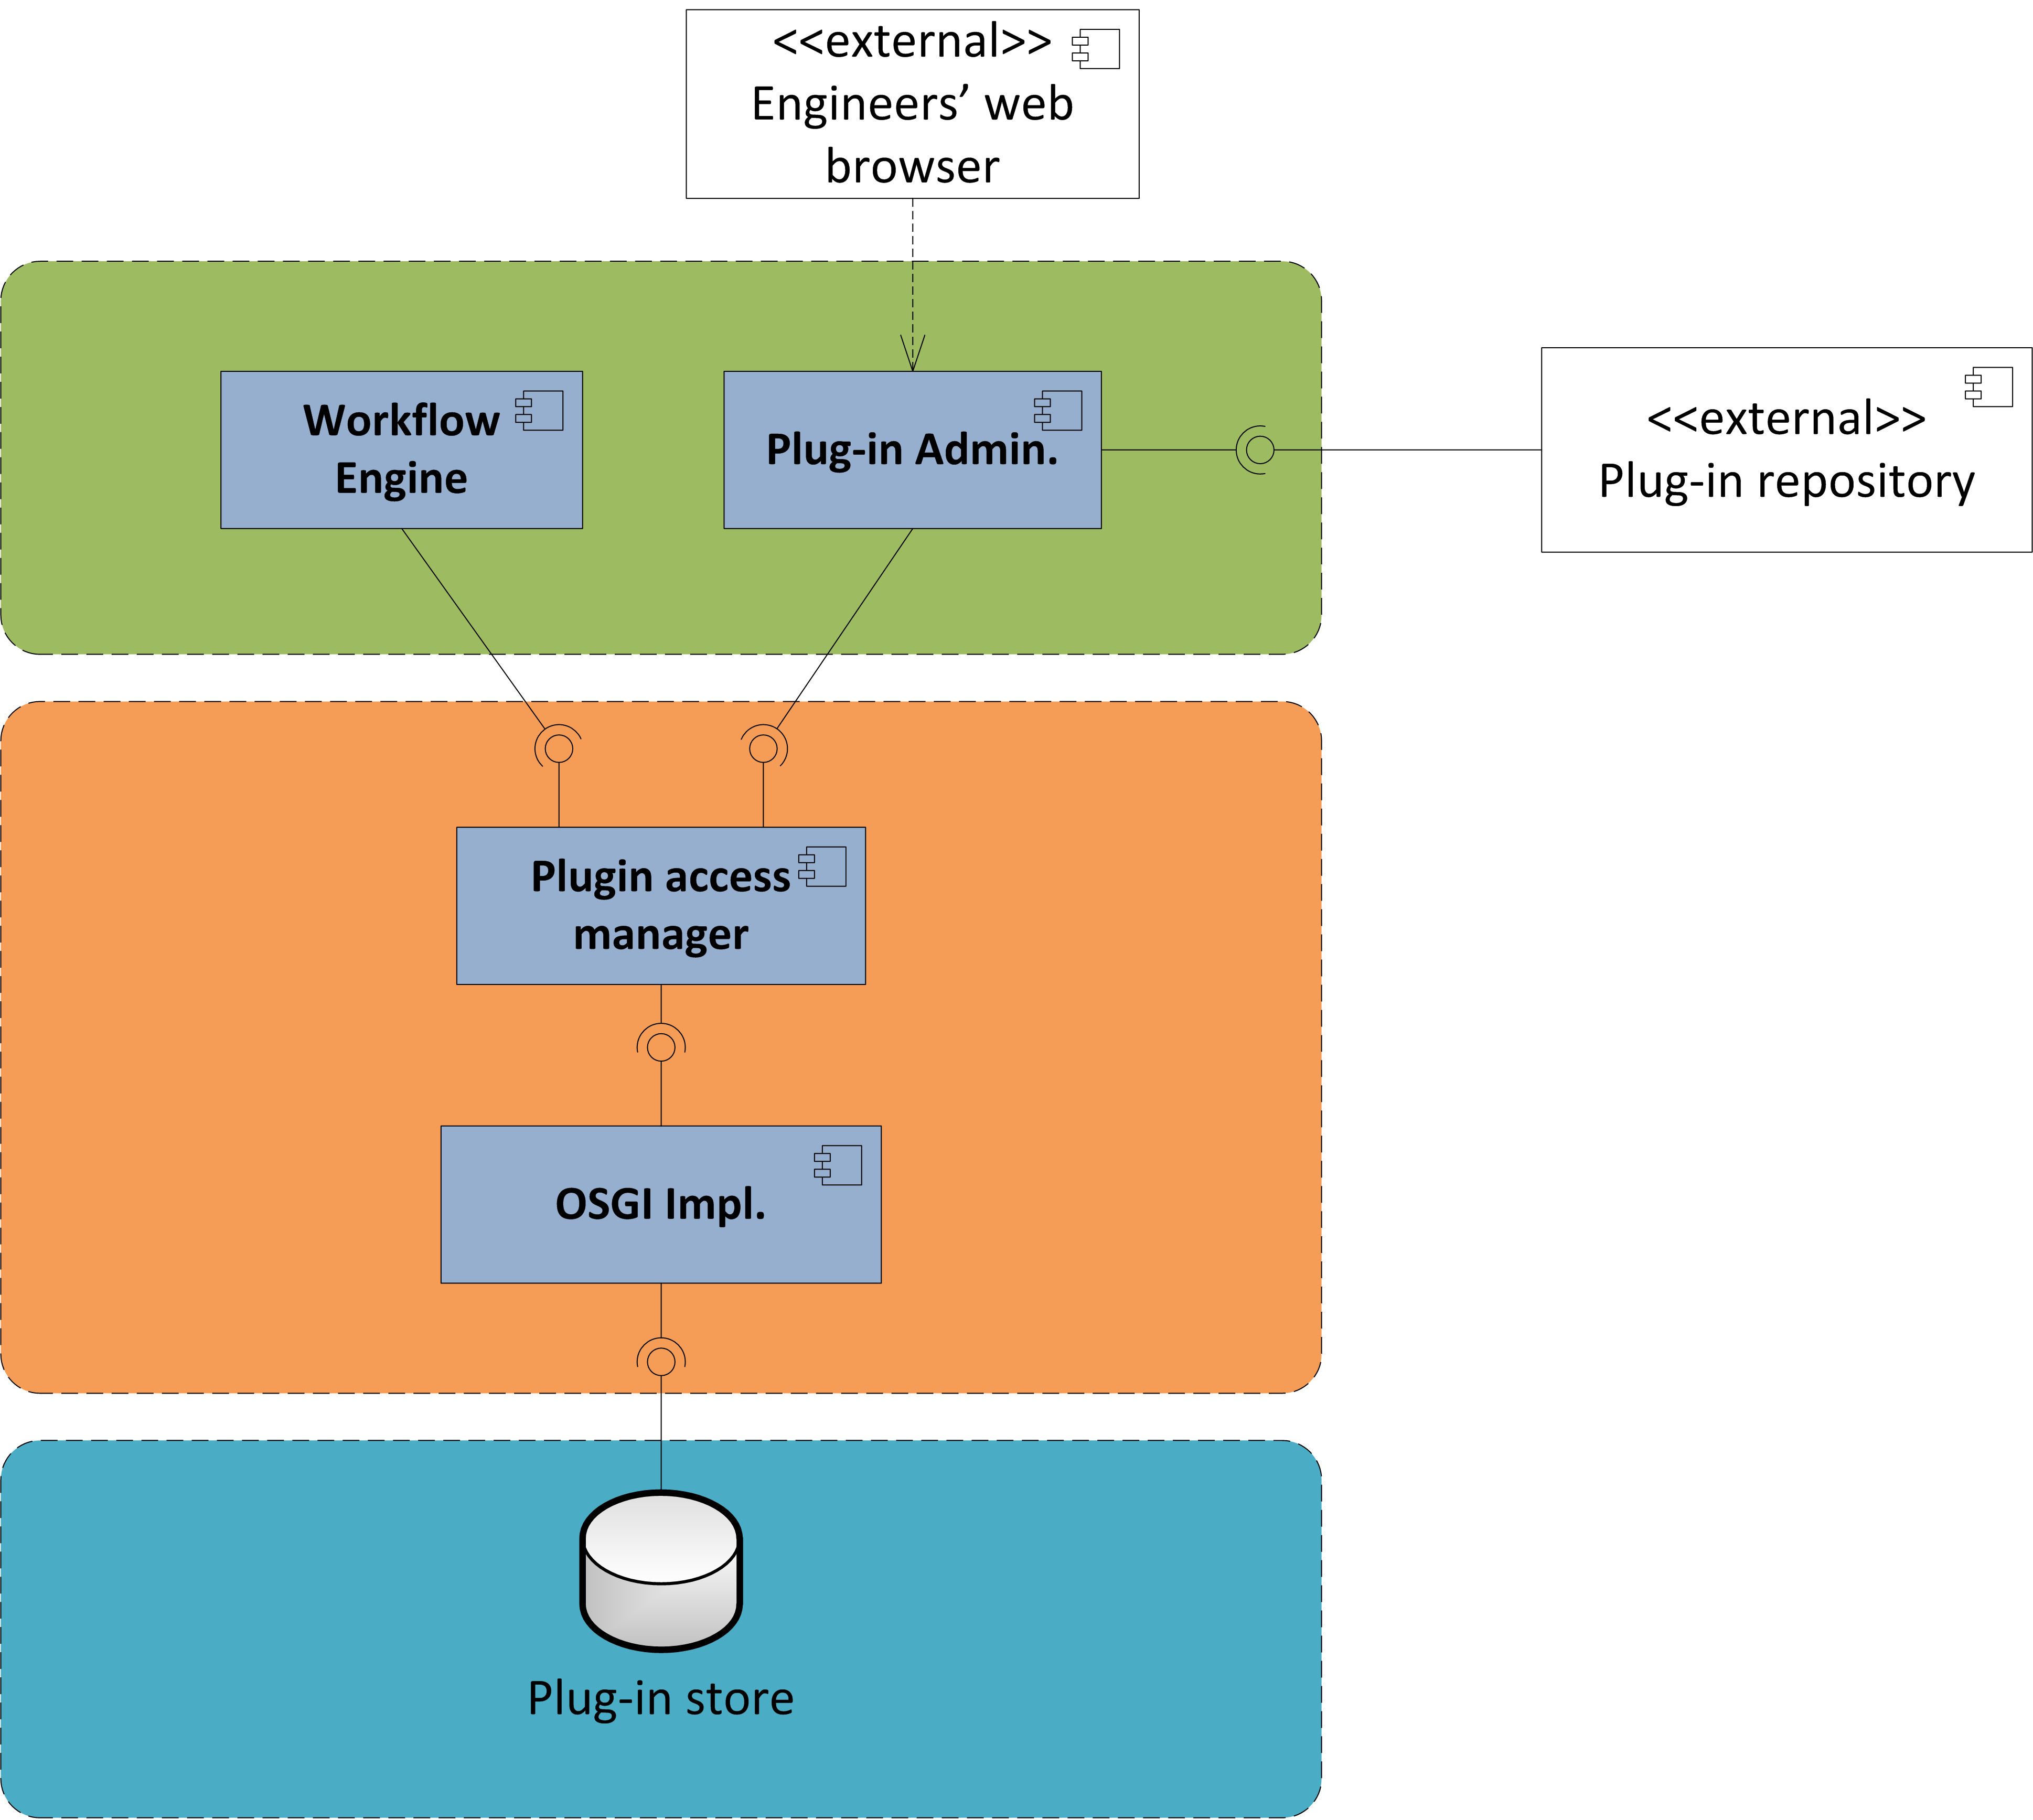 <<external>>
Engineers’ web
browser
Workflow
Engine
Plug-in Admin.
<<external>>
Plug-in repository
Plugin access
manager
OSGI Impl.
Plug-in store